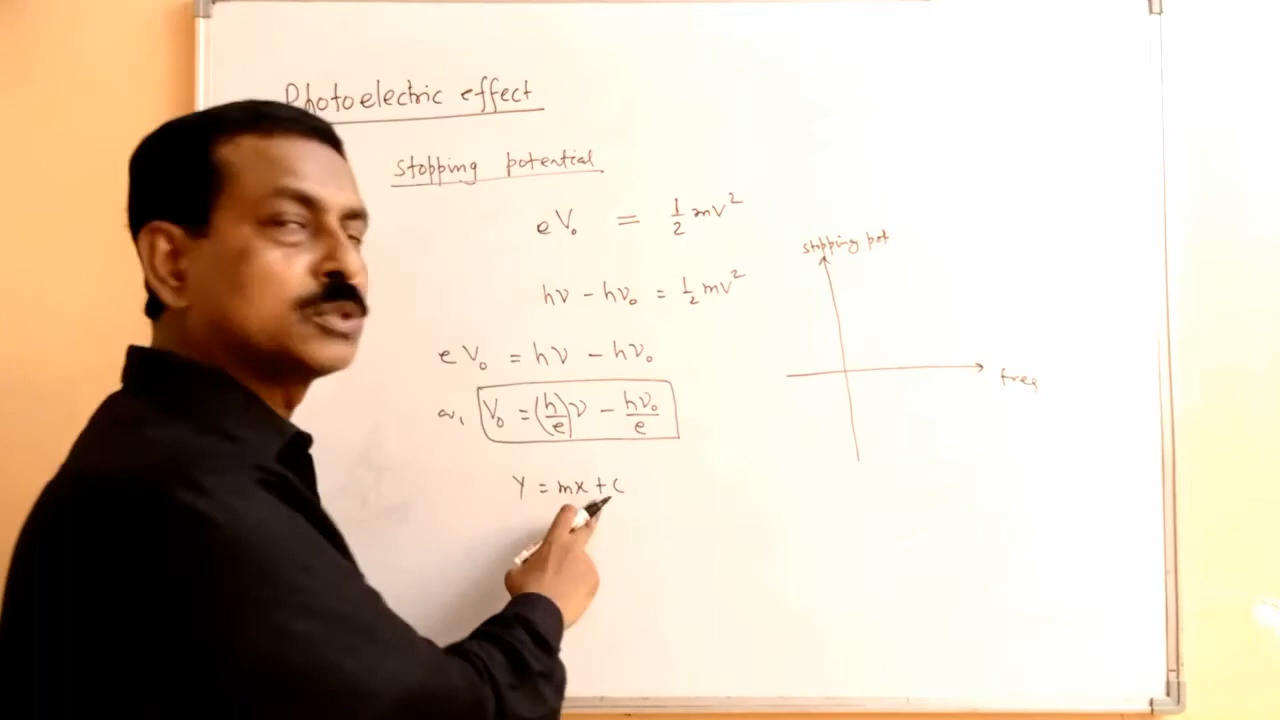 Photoelectric effect
stopping potential
eV₀ = ½mv²
hν - hν₀ = ½mv²
eV₀ = hν - hν₀
or, V₀ = (h/e)ν - hν₀/e
Y = mx + c
stopping pot
freq